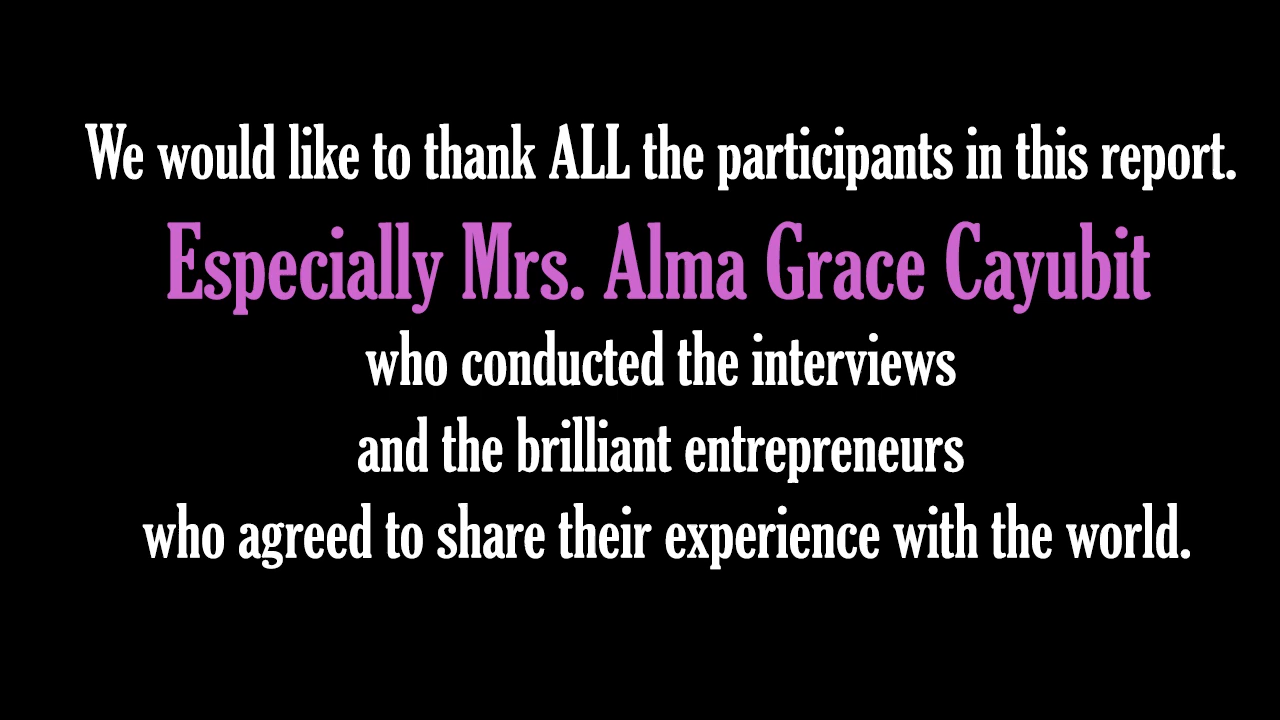 We would like to thank ALL the participants in this report.
Especially Mrs. Alma Grace Cayubit
who conducted the interviews
and the brilliant entrepreneurs
who agreed to share their experience with the world.